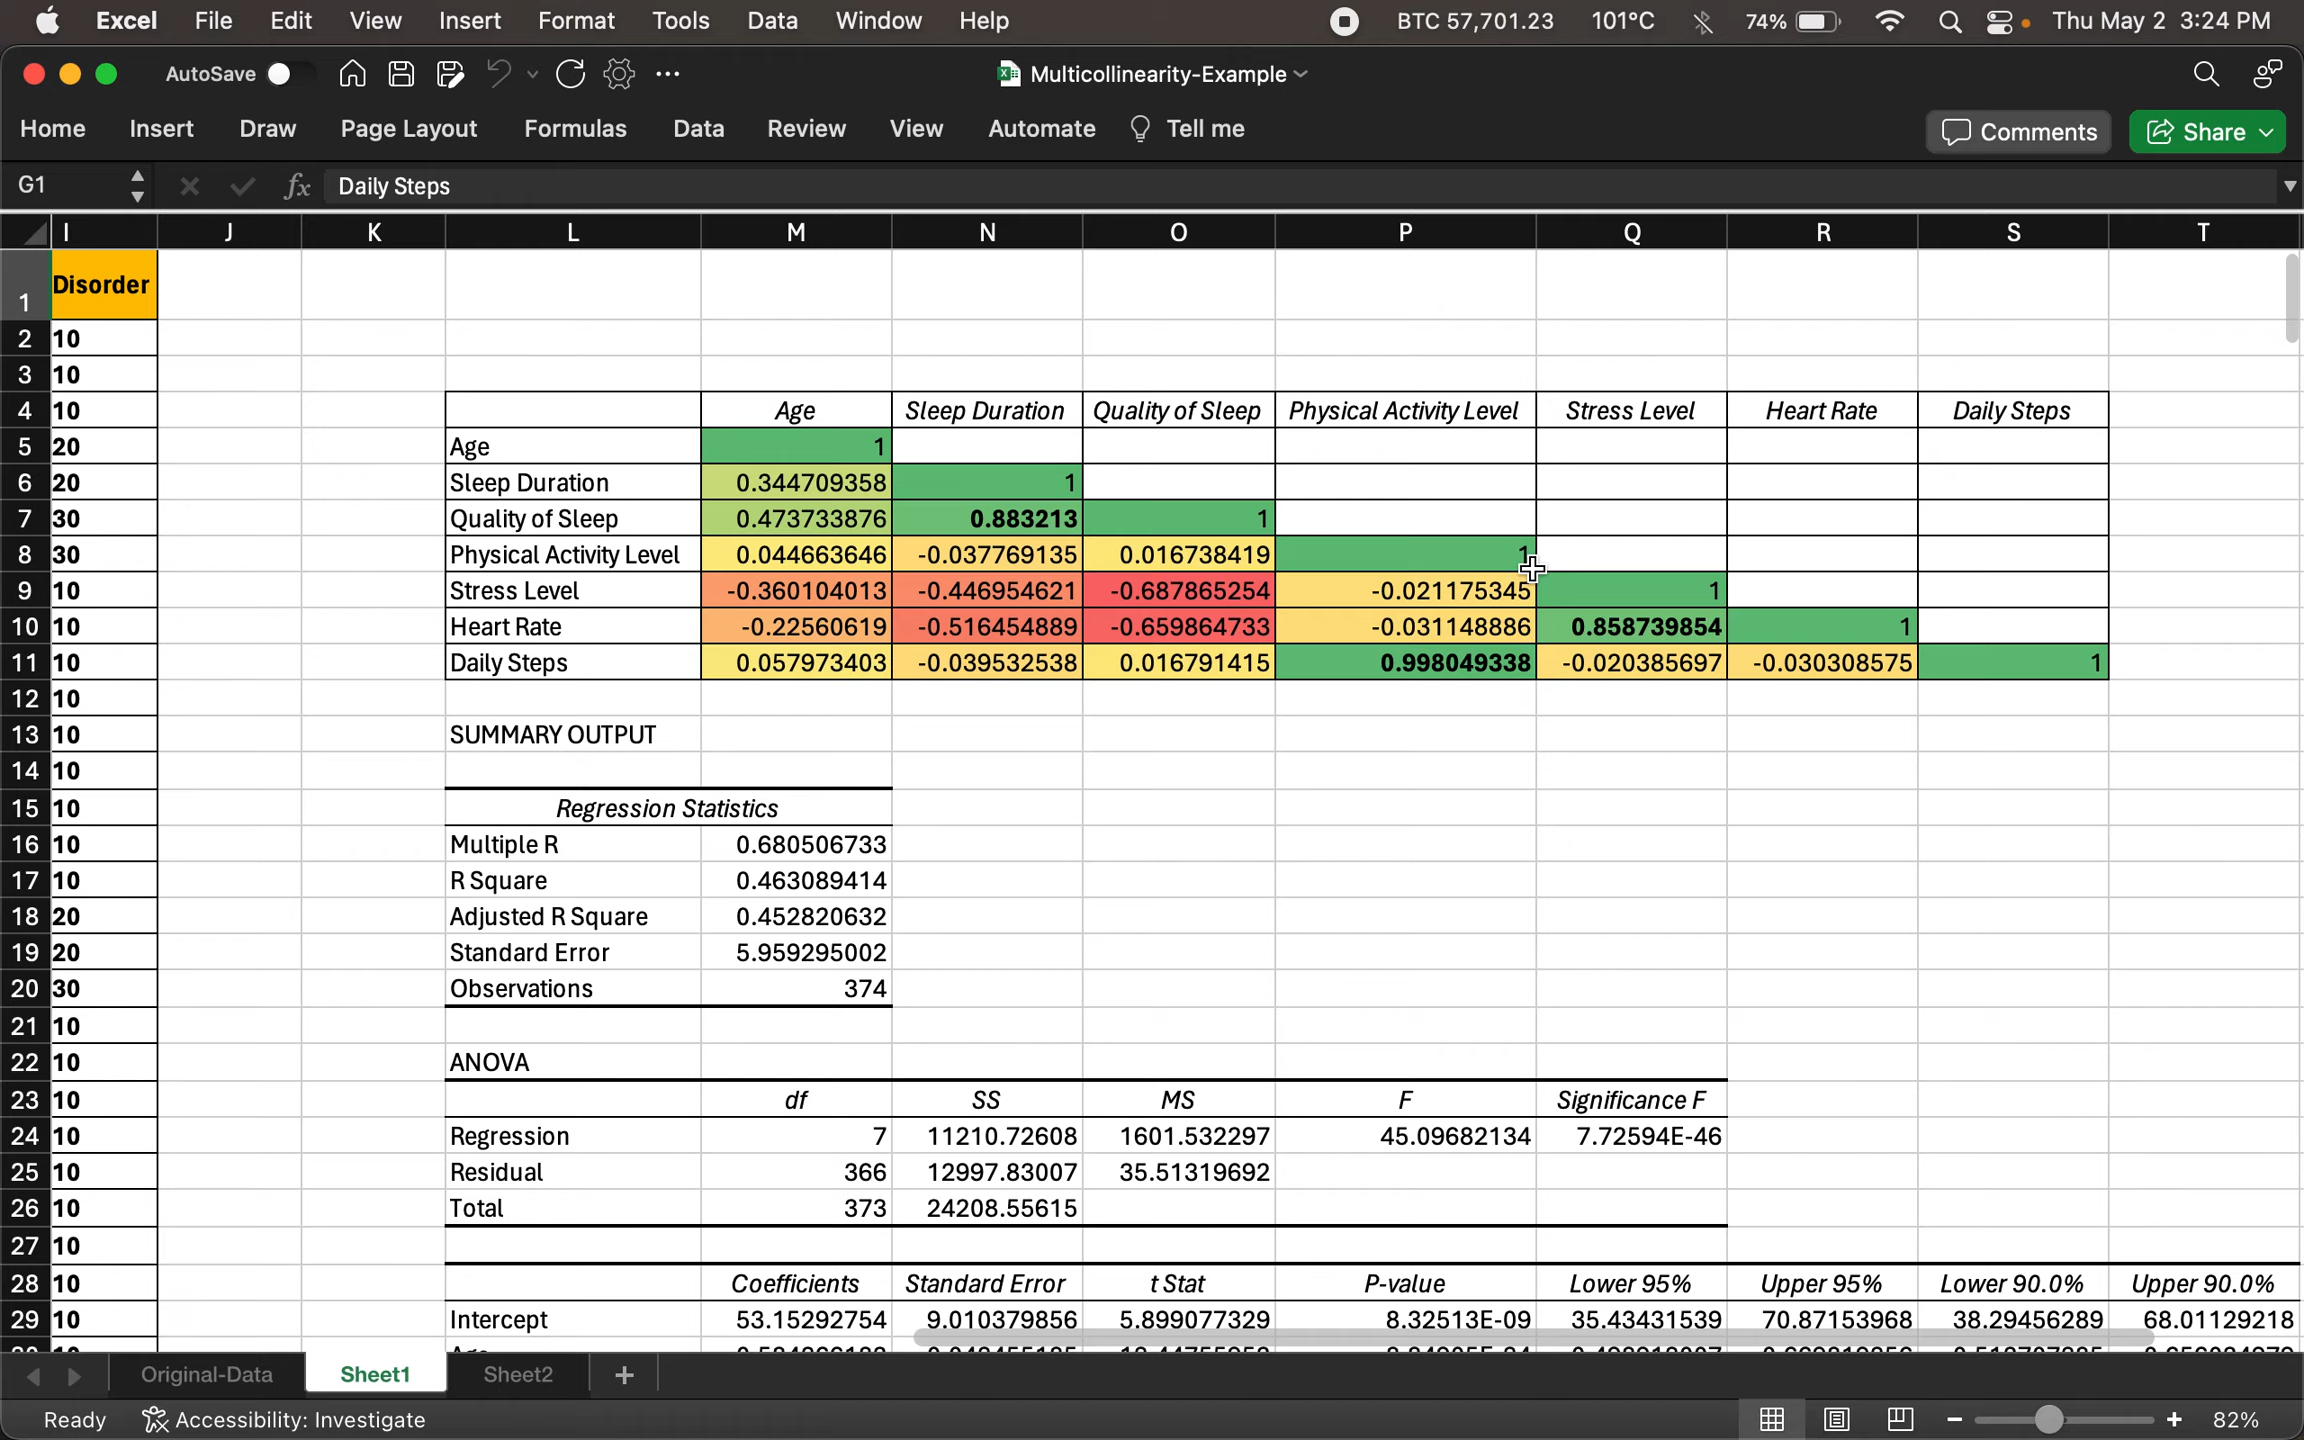 Excel File Edit View Insert Format Tools Data Window Help BTC 57,701.23 101°C 74% Thu May 2 3:24 PM
AutoSave Multicollinearity-Example
Home Insert Draw Page Layout Formulas Data Review View Automate Tell me Comments Share
G1 fx Daily Steps
I J K L M N O P Q R S T
1 Disorder
2 10
3 10
4 10 Age Sleep Duration Quality of Sleep Physical Activity Level Stress Level Heart Rate Daily Steps
5 20 Age 1
6 20 Sleep Duration 0.344709358 1
7 30 Quality of Sleep 0.473733876 0.883213 1
8 30 Physical Activity Level 0.044663646 -0.037769135 0.016738419 1
9 10 Stress Level -0.360104013 -0.446954621 -0.687865254 -0.021175345 1
10 10 Heart Rate -0.22560619 -0.516454889 -0.659864733 -0.031148886 0.858739854 1
11 10 Daily Steps 0.057973403 -0.039532538 0.016791415 0.998049338 -0.020385697 -0.030308575 1
12 10
13 10 SUMMARY OUTPUT
14 10
15 10 Regression Statistics
16 10 Multiple R 0.680506733
17 10 R Square 0.463089414
18 20 Adjusted R Square 0.452820632
19 20 Standard Error 5.959295002
20 30 Observations 374
21 10
22 10 ANOVA
23 10 df SS MS F Significance F
24 10 Regression 7 11210.72608 1601.532297 45.09682134 7.72594E-46
25 10 Residual 366 12997.83007 35.51319692
26 10 Total 373 24208.55615
27 10
28 10 Coefficients Standard Error t Stat P-value Lower 95% Upper 95% Lower 90.0% Upper 90.0%
29 10 Intercept 53.15292754 9.010379856 5.899077329 8.32513E-09 35.43431539 70.87153968 38.29456289 68.01129218
Original-Data Sheet1 Sheet2 +
Ready Accessibility: Investigate 82%